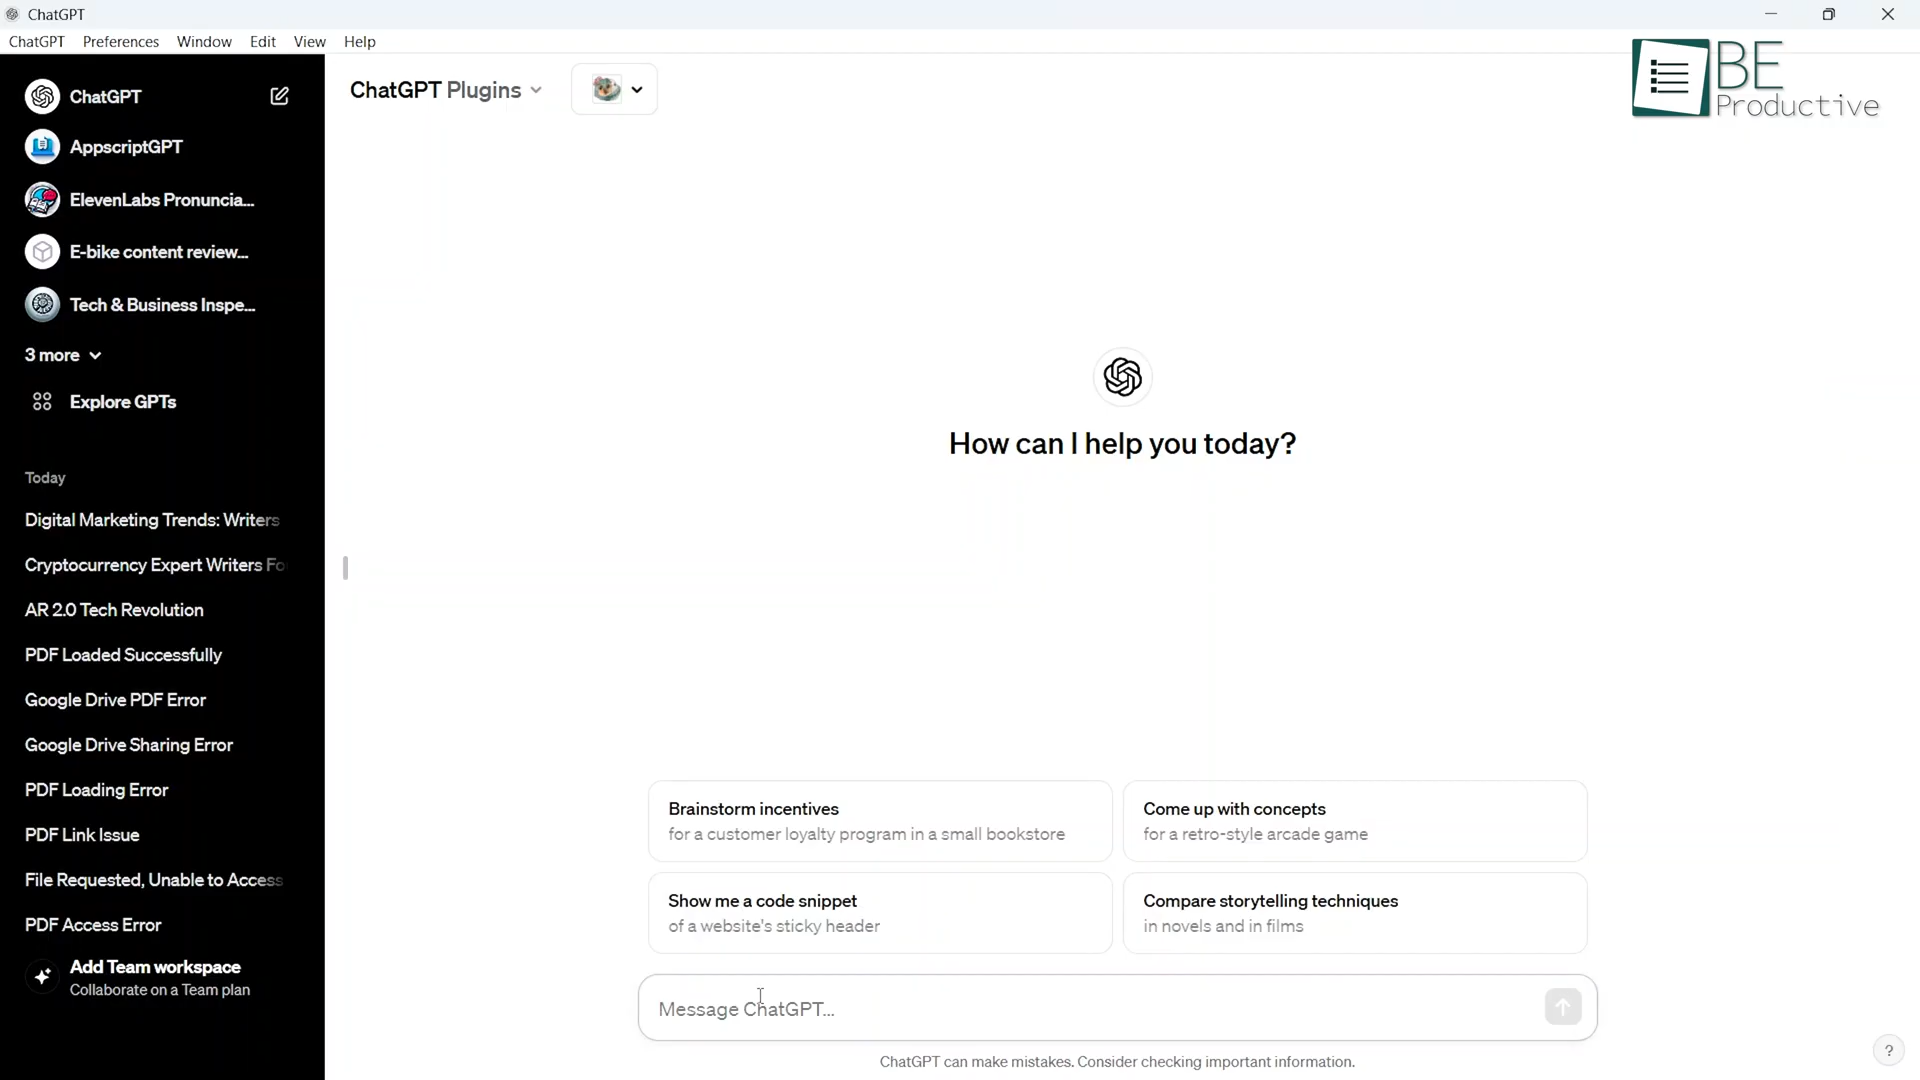 ChatGPT
ChatGPT Preferences Window Edit View Help
BE
Productive
ChatGPT
AppscriptGPT
ElevenLabs Pronuncia...
E-bike content review...
Tech & Business Inspe...
3 more
Explore GPTs
Today
Digital Marketing Trends: Writers
Cryptocurrency Expert Writers Fo
AR 2.0 Tech Revolution
PDF Loaded Successfully
Google Drive PDF Error
Google Drive Sharing Error
PDF Loading Error
PDF Link Issue
File Requested, Unable to Access
PDF Access Error
Add Team workspace
Collaborate on a Team plan
ChatGPT Plugins
How can I help you today?
Brainstorm incentives
for a customer loyalty program in a small bookstore
Come up with concepts
for a retro-style arcade game
Show me a code snippet
of a website's sticky header
Compare storytelling techniques
in novels and in films
Message ChatGPT...
ChatGPT can make mistakes. Consider checking important information.
?